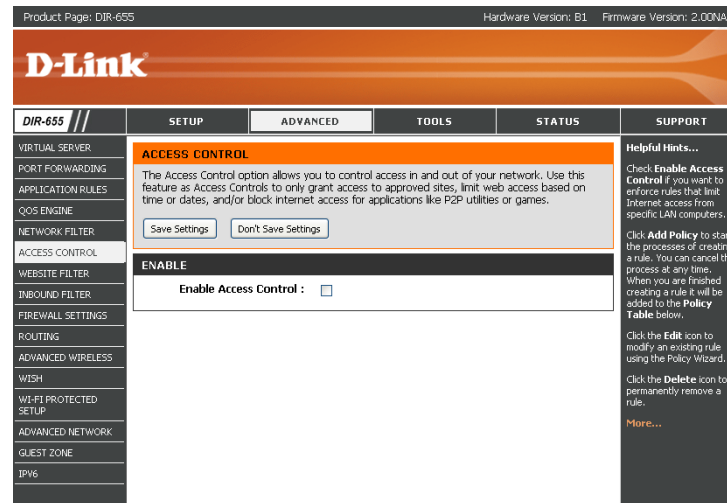 Product Page: DIR-655
Hardware Version: B1
Firmware Version: 2.00NA
D-Link
DIR-655
SETUP
ADVANCED
TOOLS
STATUS
SUPPORT
VIRTUAL SERVER
PORT FORWARDING
APPLICATION RULES
QOS ENGINE
NETWORK FILTER
ACCESS CONTROL
WEBSITE FILTER
INBOUND FILTER
FIREWALL SETTINGS
ROUTING
ADVANCED WIRELESS
WISH
WI-FI PROTECTED
SETUP
ADVANCED NETWORK
GUEST ZONE
IPV6
ACCESS CONTROL
The Access Control option allows you to control access in and out of your network. Use this
feature as Access Controls to only grant access to approved sites, limit web access based on
time or dates, and/or block internet access for applications like P2P utilities or games.
Save Settings
Don't Save Settings
ENABLE
Enable Access Control :
Helpful Hints...
Check Enable Access
Control if you want to
enforce rules that limit
Internet access from
specific LAN computers.
Click Add Policy to star
the processes of creatin
a rule. You can cancel th
process at any time.
When you are finished
creating a rule it will be
added to the Policy
Table below.
Click the Edit icon to
modify an existing rule
using the Policy Wizard.
Click the Delete icon to
permanently remove a
rule.
More...